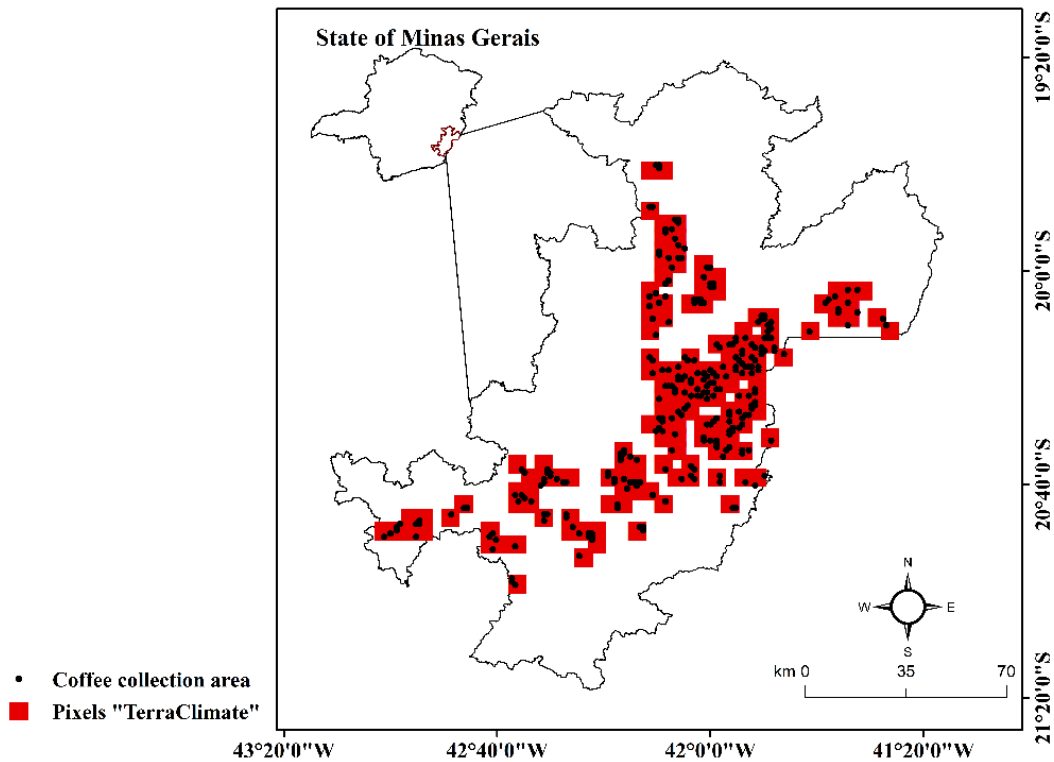 State of Minas Gerais
19°20'0"S
20°0'0"S
20°40'0"S
21°20'0"S
N
W E
S
km 0 35 70
Coffee collection area
Pixels "TerraClimate"
43°20'0"W 42°40'0"W 42°0'0"W 41°20'0"W